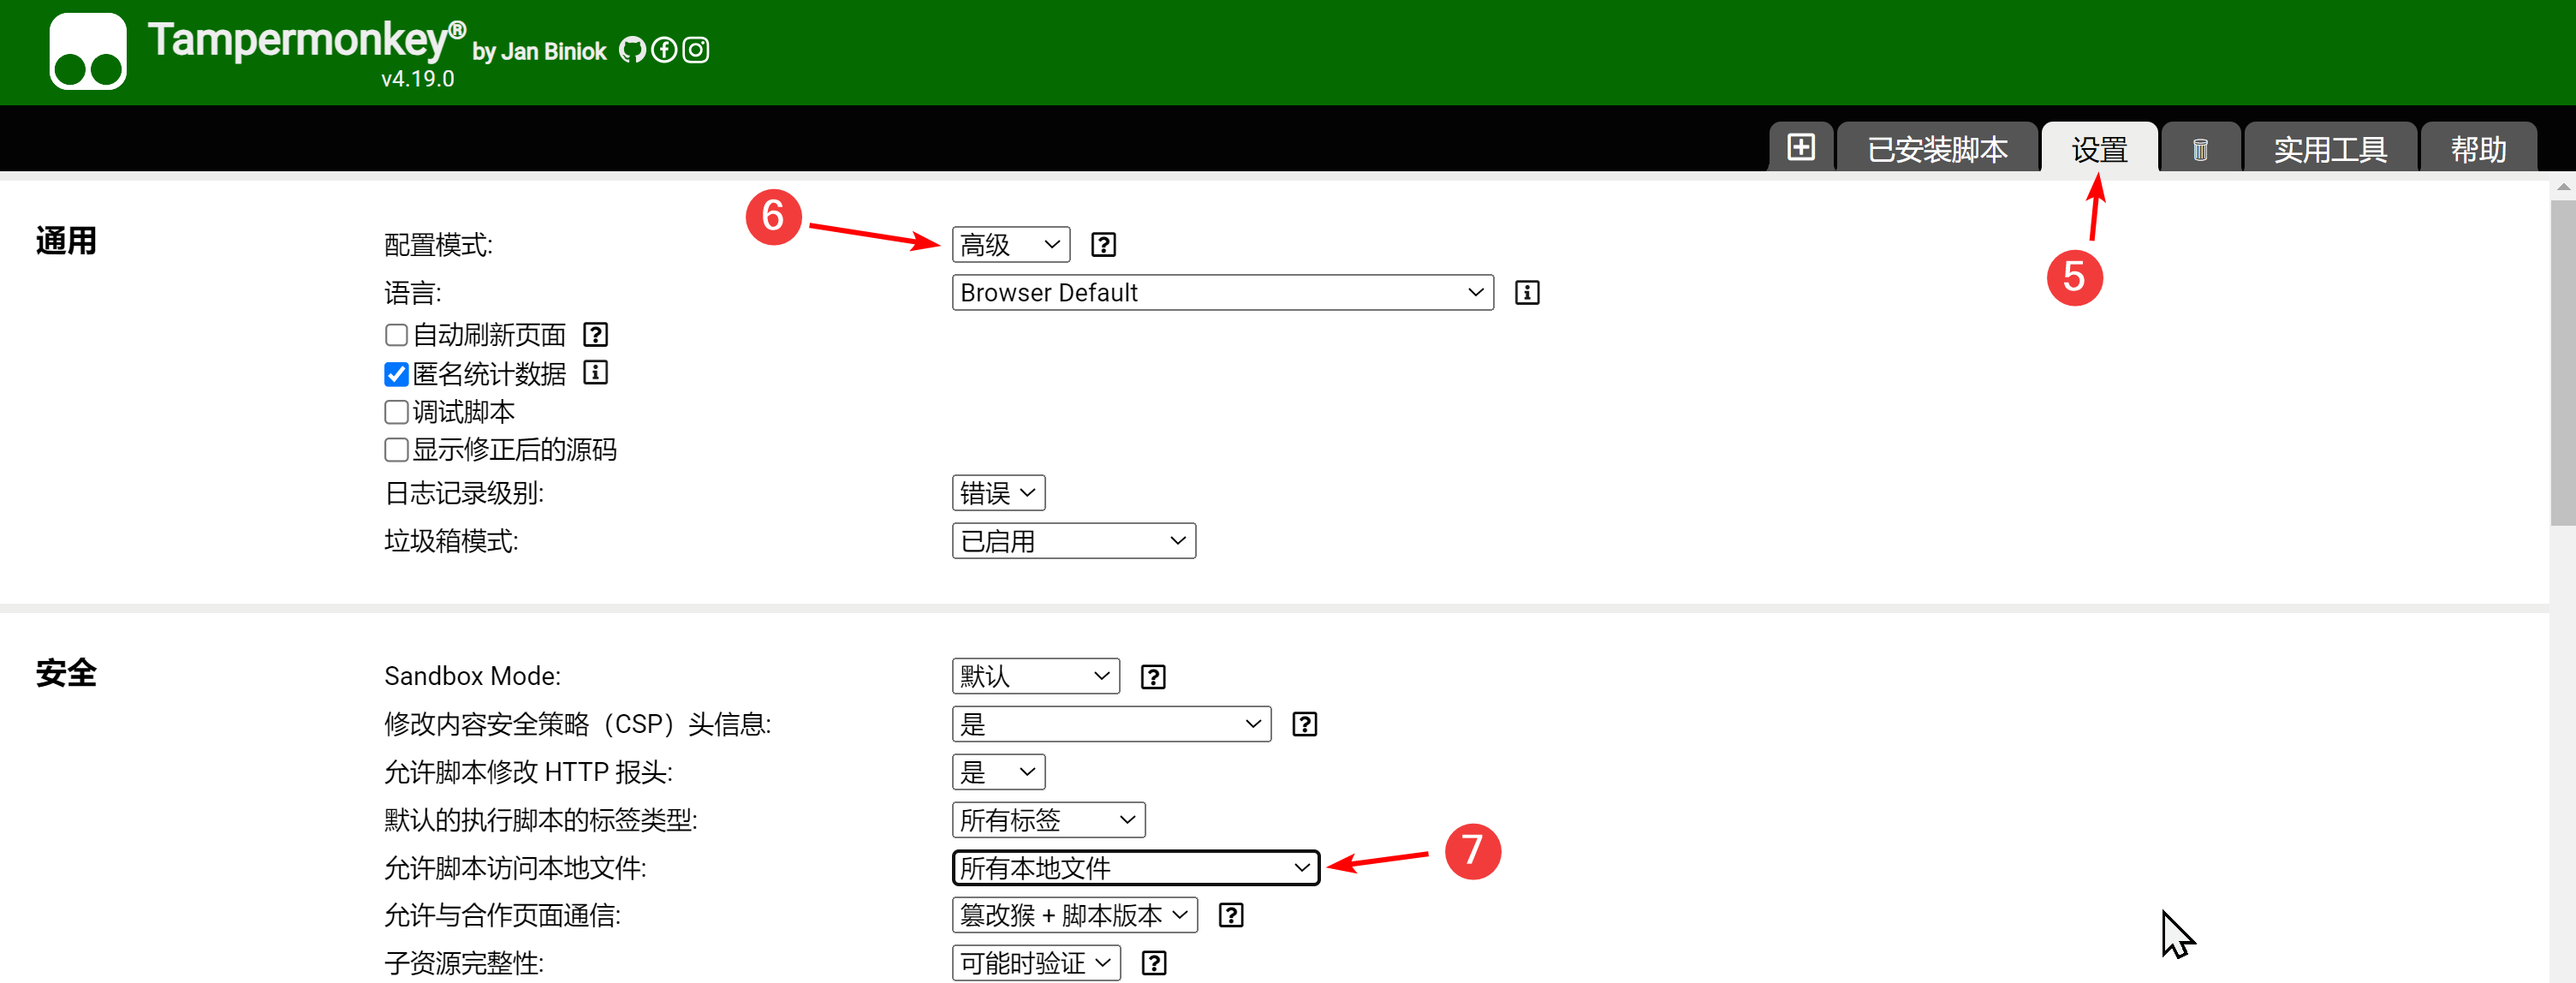 Tampermonkey® by Jan Biniok
v4.19.0
已安装脚本 设置 实用工具 帮助
5
6
通用
配置模式: 高级
语言: Browser Default
自动刷新页面
匿名统计数据
调试脚本
显示修正后的源码
日志记录级别: 错误
垃圾箱模式: 已启用
安全
Sandbox Mode: 默认
修改内容安全策略（CSP）头信息: 是
允许脚本修改 HTTP 报头: 是
默认的执行脚本的标签类型: 所有标签
允许脚本访问本地文件: 所有本地文件
7
允许与合作页面通信: 篡改猴 + 脚本版本
子资源完整性: 可能时验证